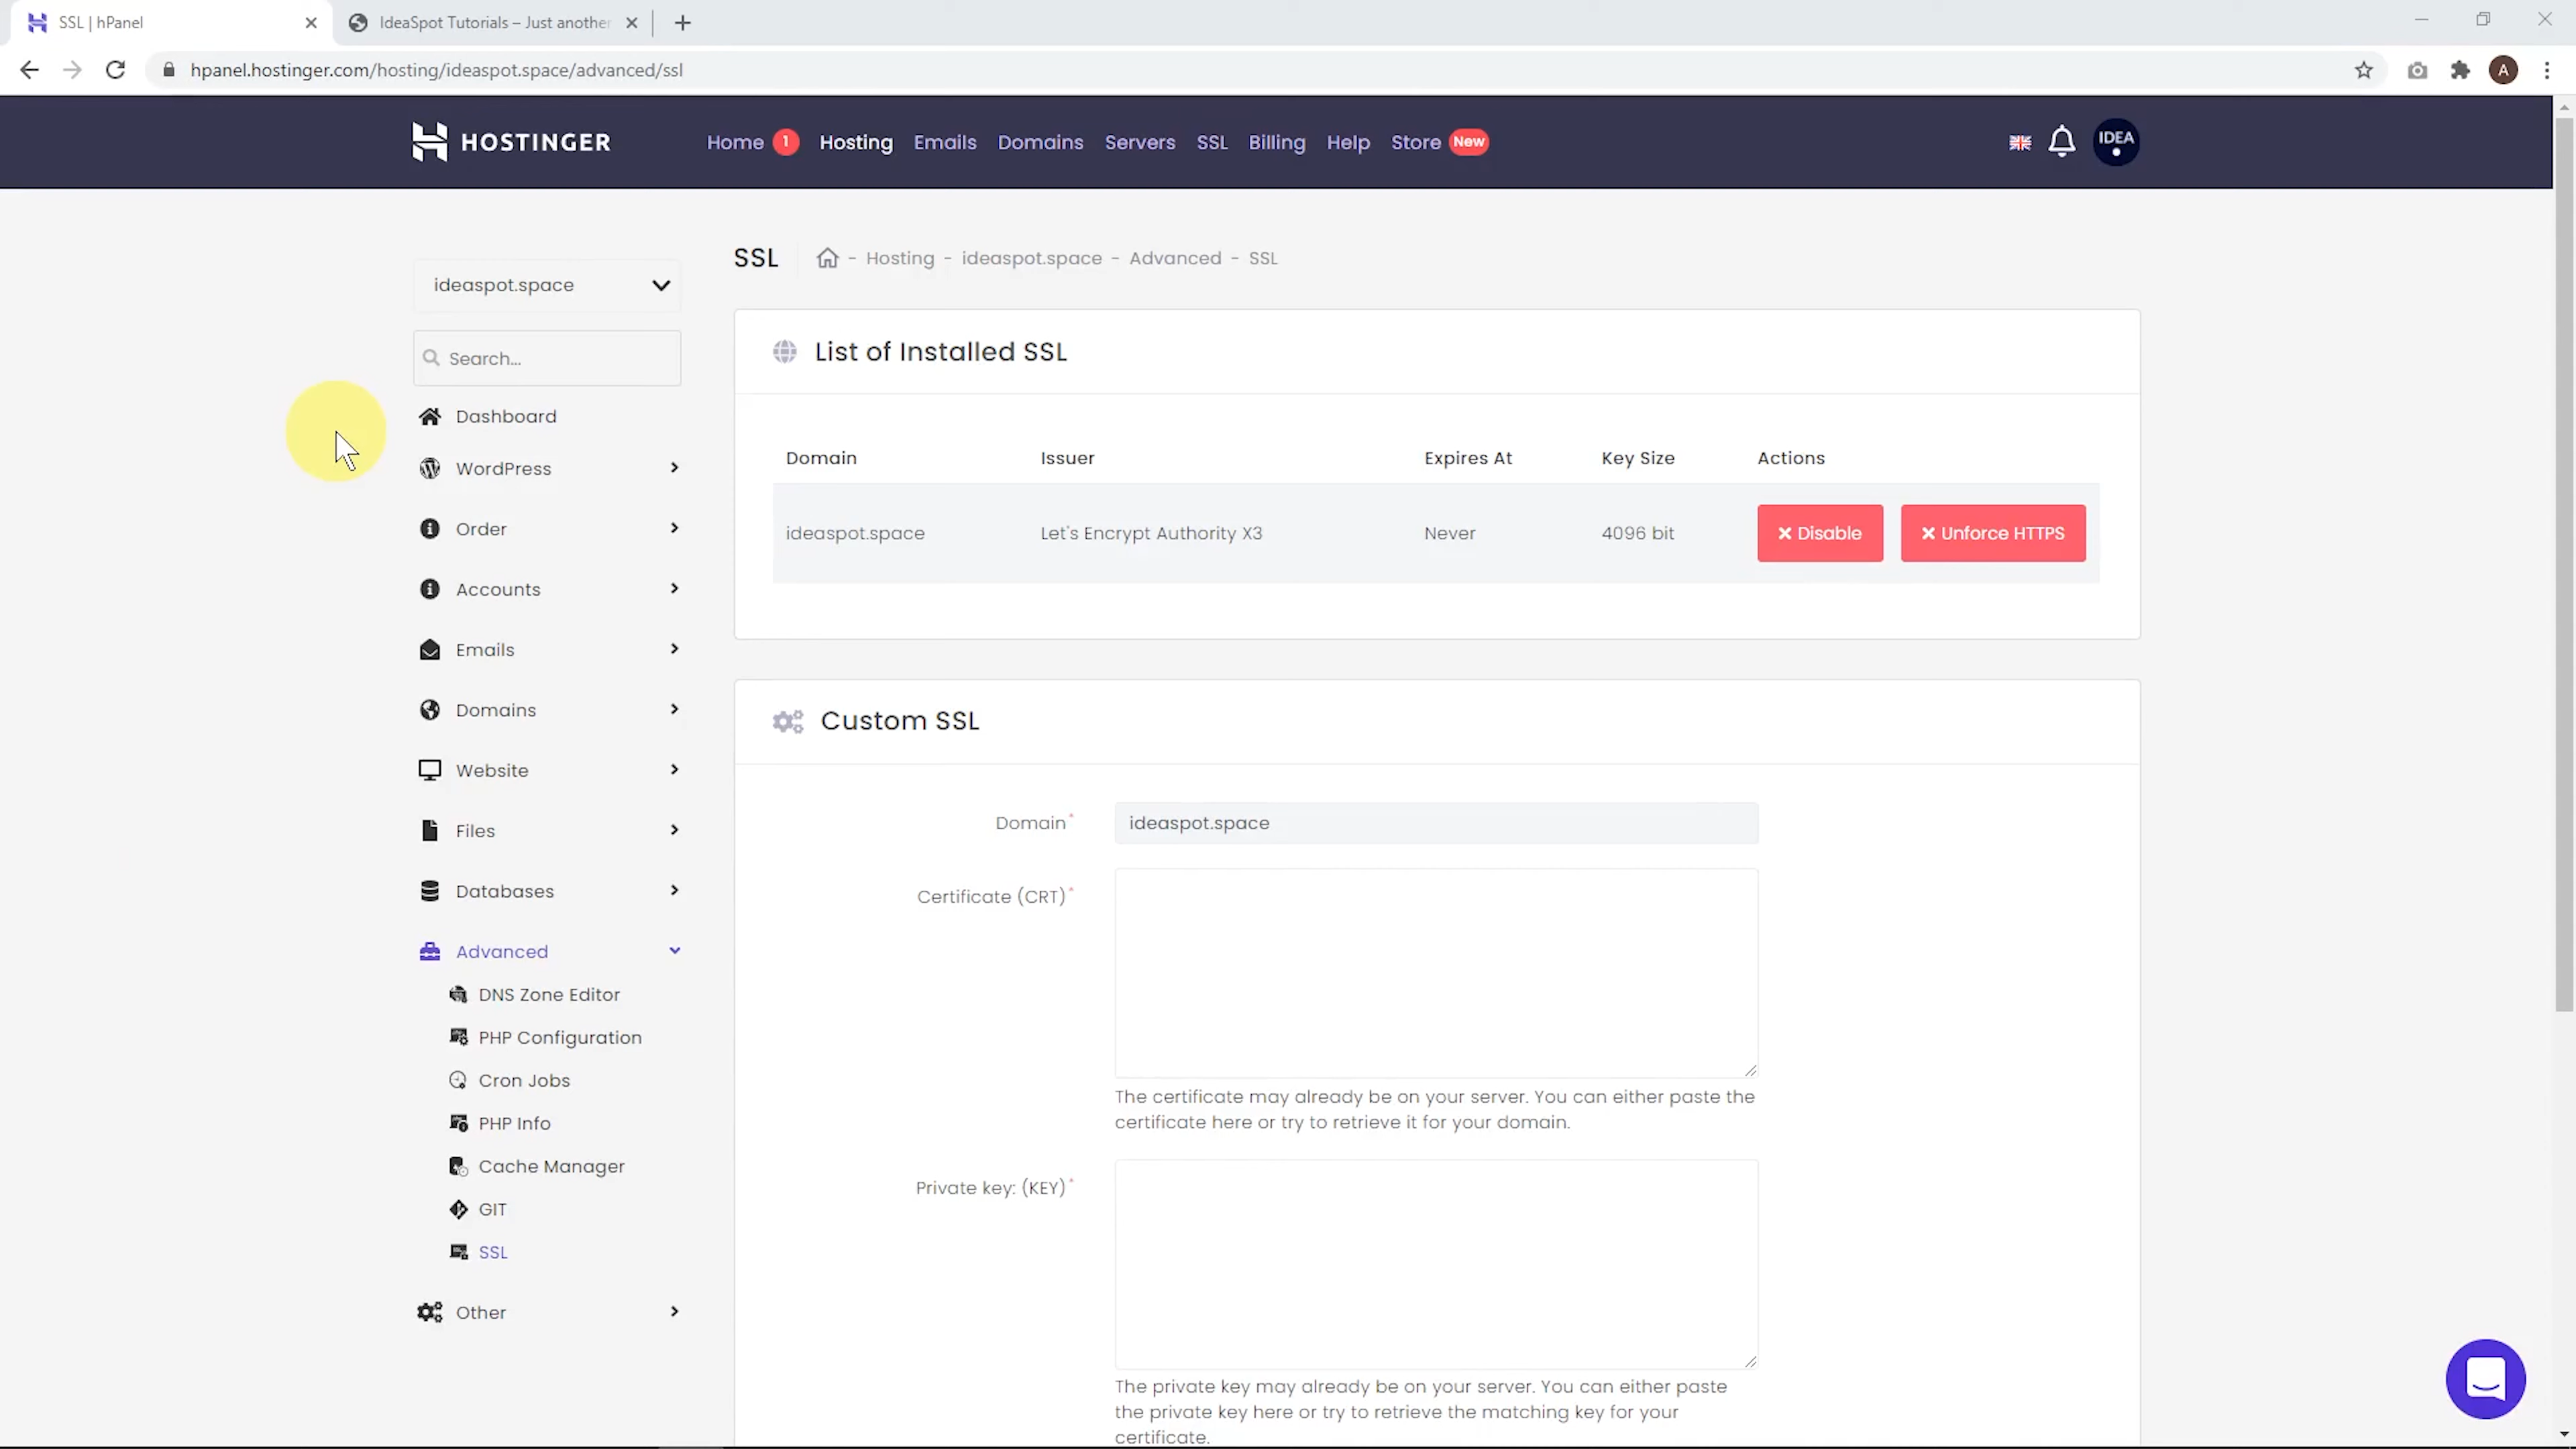 SSL | hPanel
IdeaSpot Tutorials – Just another
hpanel.hostinger.com/hosting/ideaspot.space/advanced/ssl
A
HOSTINGER
Home 1 Hosting Emails Domains Servers SSL Billing Help Store New
IDEA
SSL - Hosting - ideaspot.space - Advanced - SSL
ideaspot.space
Search...
Dashboard
WordPress
Order
Accounts
Emails
Domains
Website
Files
Databases
Advanced
DNS Zone Editor
PHP Configuration
Cron Jobs
PHP Info
Cache Manager
GIT
SSL
Other
List of Installed SSL
Domain Issuer Expires At Key Size Actions
ideaspot.space Let's Encrypt Authority X3 Never 4096 bit Disable Unforce HTTPS
Custom SSL
Domain* ideaspot.space
Certificate (CRT)*
The certificate may already be on your server. You can either paste the
certificate here or try to retrieve it for your domain.
Private key: (KEY)*
The private key may already be on your server. You can either paste
the private key here or try to retrieve the matching key for your
certificate.